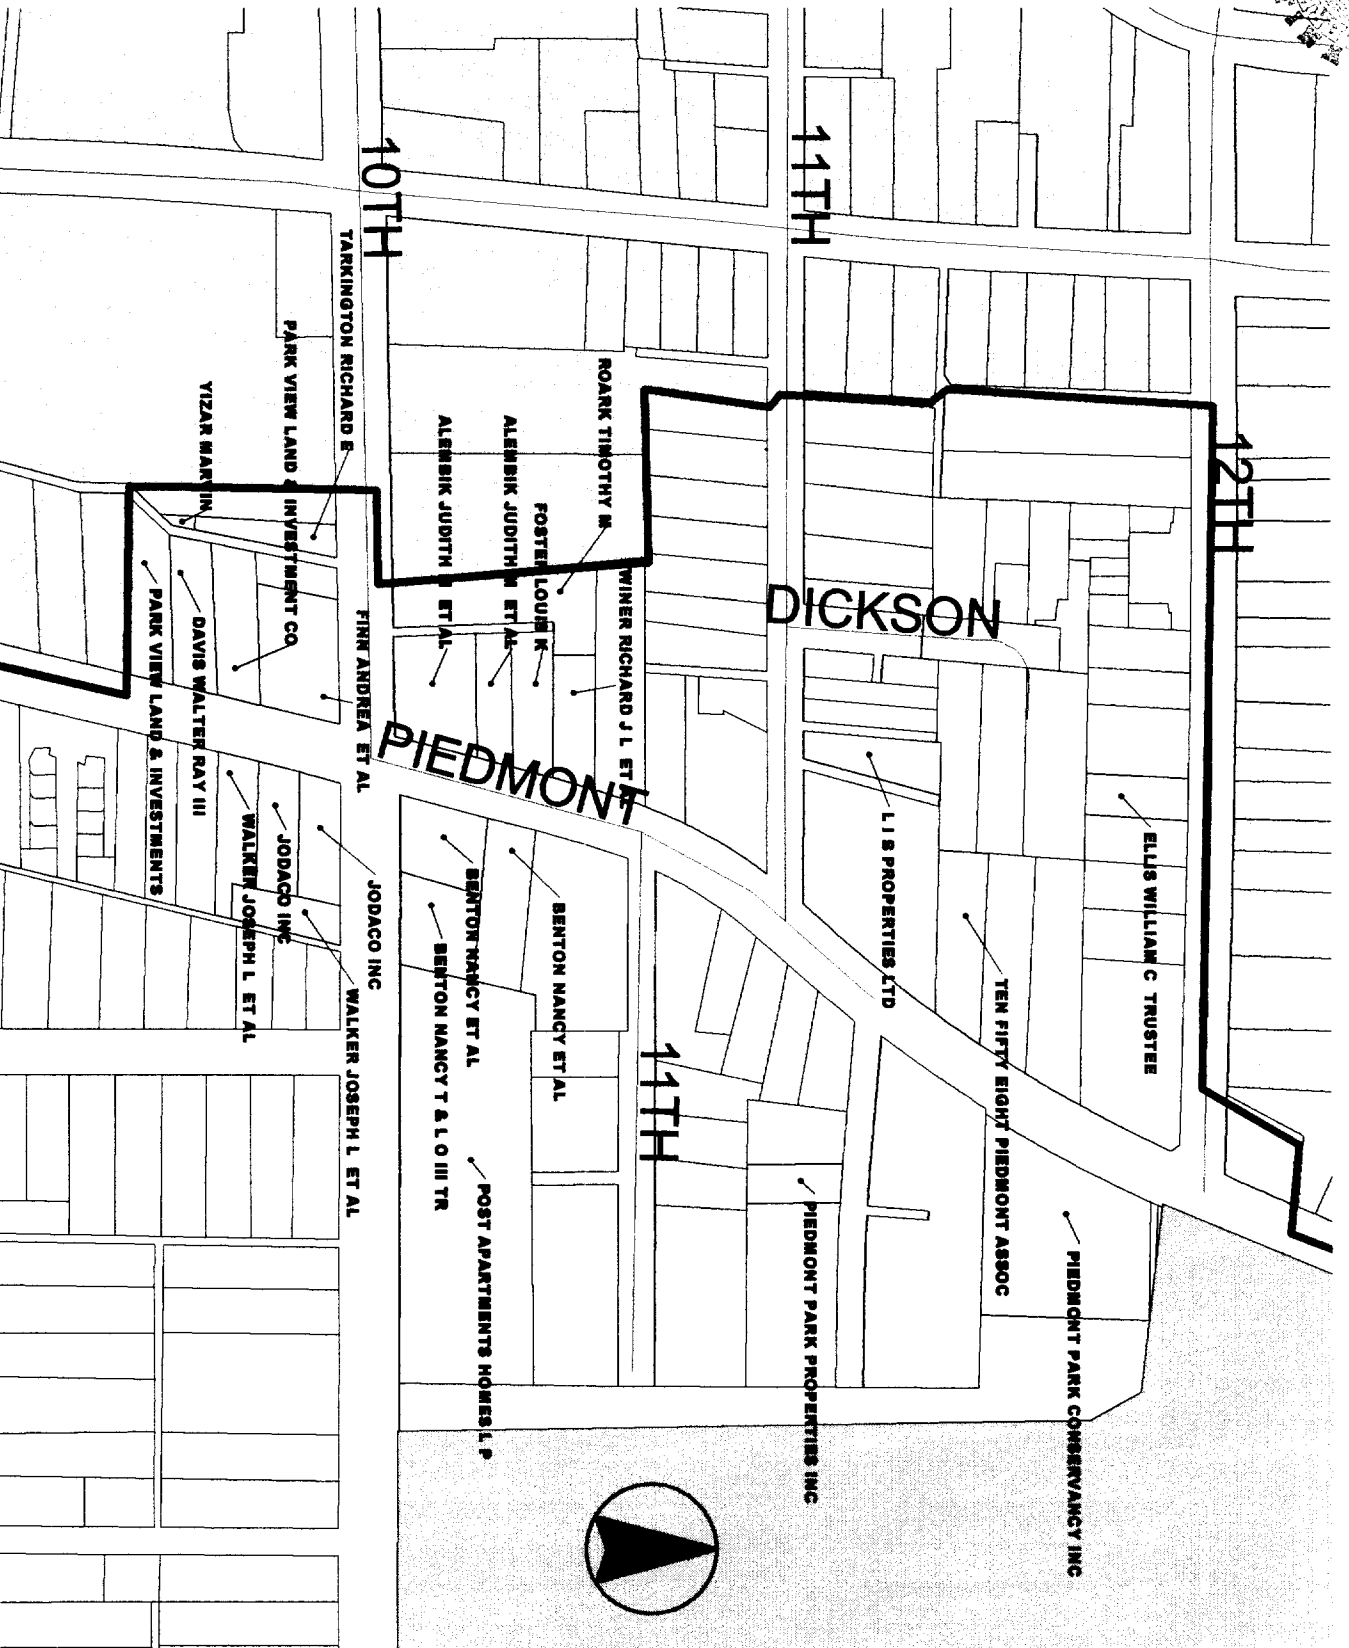 12TH
11TH
10TH
DICKSON
PIEDMONT
11TH
TARKINGTON RICHARD E
PARK VIEW LAND & INVESTMENT CO
YIZAR MARVIN
ROARK TIMOTHY M
ALEMBIK JUDITH M ET AL
ALEMBIK JUDITH M ET AL
FOSTER LOUIS K
WINER RICHARD J L ET AL
FINN ANDREA ET AL
DAVIS WALTER RAY III
PARK VIEW LAND & INVESTMENTS
ELLIS WILLIAM C TRUSTEE
L I S PROPERTIES LTD
TEN FIFTY EIGHT PIEDMONT ASSOC
JODACO INC
JODACO INC
WALKER JOSEPH L ET AL
WALKER JOSEPH L ET AL
BENTON NANCY ET AL
BENTON NANCY ET AL
BENTON NANCY T & L O III TR
POST APARTMENTS HOMES L P
PIEDMONT PARK PROPERTIES INC
PIEDMONT PARK CONSERVANCY INC